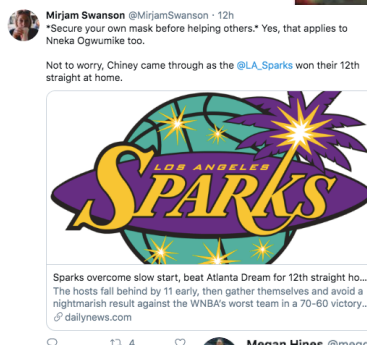 Mirjam Swanson @MirjamSwanson · 12h
*Secure your own mask before helping others.* Yes, that applies to
Nneka Ogwumike too.
Not to worry, Chiney came through as the @LA_Sparks won their 12th
straight at home.
LOS ANGELES
SPARKS
Sparks overcome slow start, beat Atlanta Dream for 12th straight ho...
The hosts fall behind by 11 early, then gather themselves and avoid a
nightmarish result against the WNBA's worst team in a 70-60 victory...
dailynews.com
4
Megan Hines